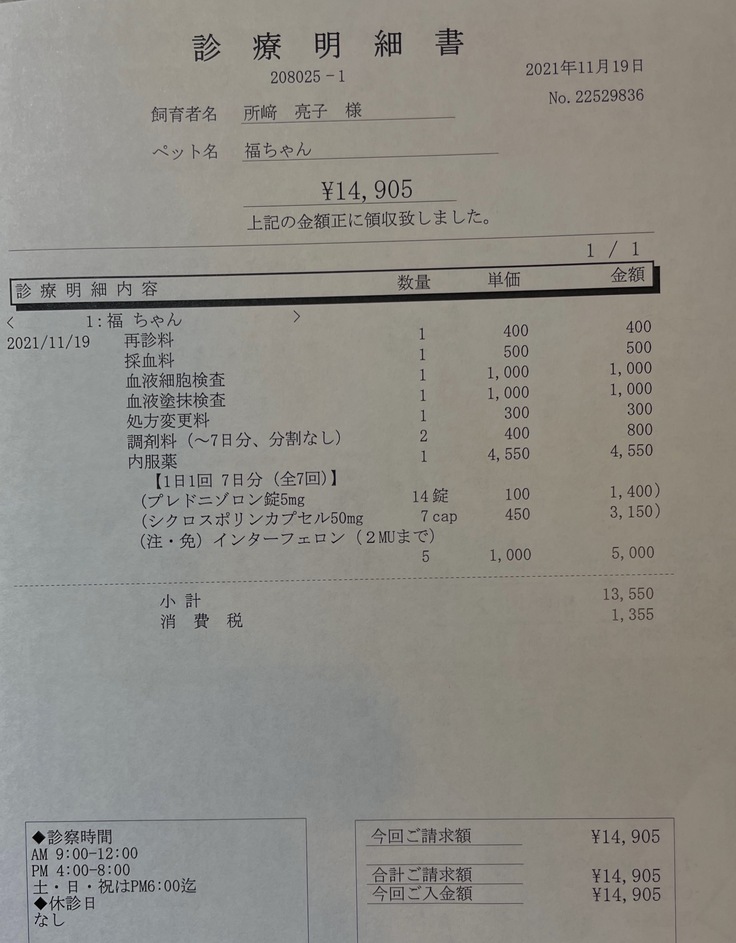 診 療 明 細 書
208025-1
2021年11月19日
No.22529836
飼育者名 所﨑 亮子 様
ペット名 福ちゃん
¥14,905
上記の金額正に領収致しました。
1 / 1
診 療 明 細 内 容 数量 単価 金額
< 1:福 ちゃん >
2021/11/19 再診料 1 400 400
採血料 1 500 500
血液細胞検査 1 1,000 1,000
血液塗抹検査 1 1,000 1,000
処方変更料 1 300 300
調剤料(~7日分、分割なし) 2 400 800
内服薬 1 4,550 4,550
【1日1回 7日分(全7回)】
(プレドニゾロン錠5mg 14錠 100 1,400)
(シクロスポリンカプセル50mg 7cap 450 3,150)
(注・免)インターフェロン(2MUまで)
5 1,000 5,000
小 計 13,550
消 費 税 1,355
◆診察時間
AM 9:00-12:00
PM 4:00-8:00
土・日・祝はPM6:00迄
◆休診日
なし
今回ご請求額 ¥14,905
合計ご請求額 ¥14,905
今回ご入金額 ¥14,905